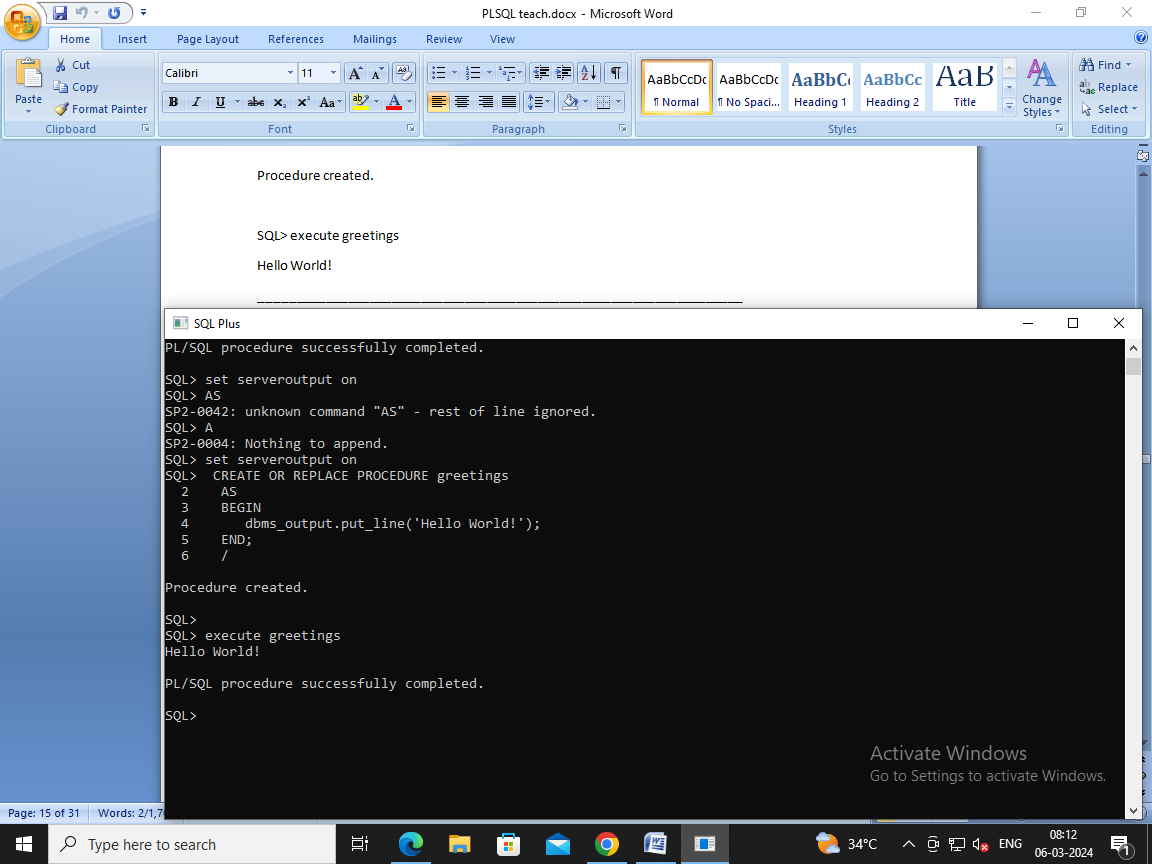 PLSQL teach.docx - Microsoft Word
Home Insert Page Layout References Mailings Review View
Paste
Cut
Copy
Format Painter
Clipboard
Calibri 11
B I U abc x₂ x² Aa
Font
Paragraph
AaBbCcDc AaBbCcDc AaBbC AaBbCc AaB
¶ Normal ¶ No Spaci... Heading 1 Heading 2 Title
Change
Styles
Styles
Find
Replace
Select
Editing
Procedure created.
SQL> execute greetings
Hello World!
SQL Plus
PL/SQL procedure successfully completed.
SQL> set serveroutput on
SQL> AS
SP2-0042: unknown command "AS" - rest of line ignored.
SQL> A
SP2-0004: Nothing to append.
SQL> set serveroutput on
SQL>  CREATE OR REPLACE PROCEDURE greetings
2    AS
3    BEGIN
4       dbms_output.put_line('Hello World!');
5    END;
6    /
Procedure created.
SQL>
SQL> execute greetings
Hello World!
PL/SQL procedure successfully completed.
SQL>
Activate Windows
Go to Settings to activate Windows.
Page: 15 of 31 Words: 2/1,7
Type here to search
34°C
ENG
08:12
06-03-2024
1